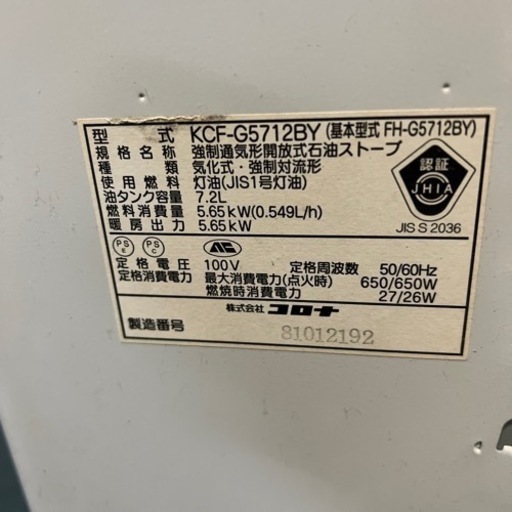 型式 KCF-G5712BY (基本型式 FH-G5712BY)
規格名称 強制通気形開放式石油ストーブ
種類 気化式・強制対流形
使用燃料 灯油(JIS1号灯油)
油タンク容量 7.2L
燃料消費量 5.65kW(0.549L/h)
暖房出力 5.65kW
認証
JHIA
JIS S 2036
PS E PS C
定格電圧 100V 定格周波数 50/60Hz
定格消費電力 最大消費電力(点火時) 650/650W
燃焼時消費電力 27/26W
株式会社 コロナ
製造番号 81012192